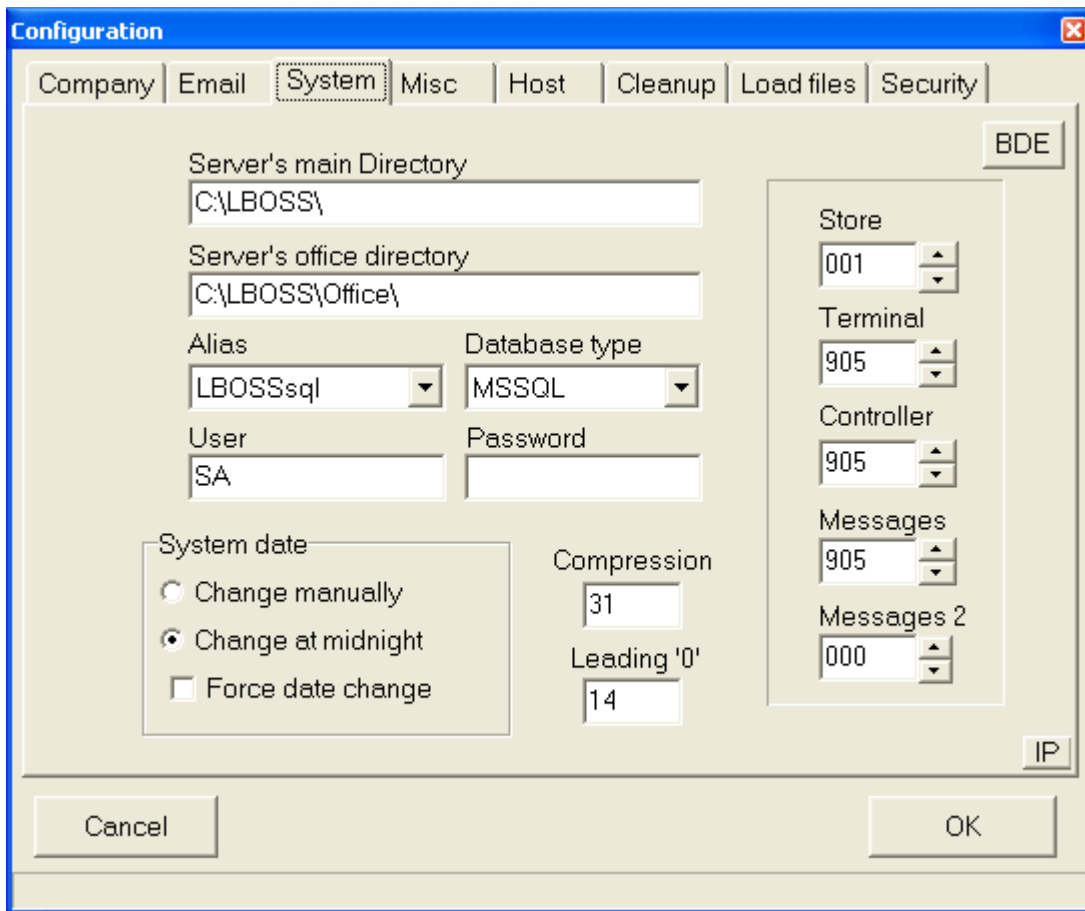 Configuration
Company Email System Misc Host Cleanup Load files Security
BDE
Server's main Directory
C:\LBOSS\
Server's office directory
C:\LBOSS\Office\
Alias Database type
LBOSSsql MSSQL
User Password
SA
System date
Change manually
Change at midnight
Force date change
Compression
31
Leading '0'
14
Store
001
Terminal
905
Controller
905
Messages
905
Messages 2
000
IP
Cancel OK